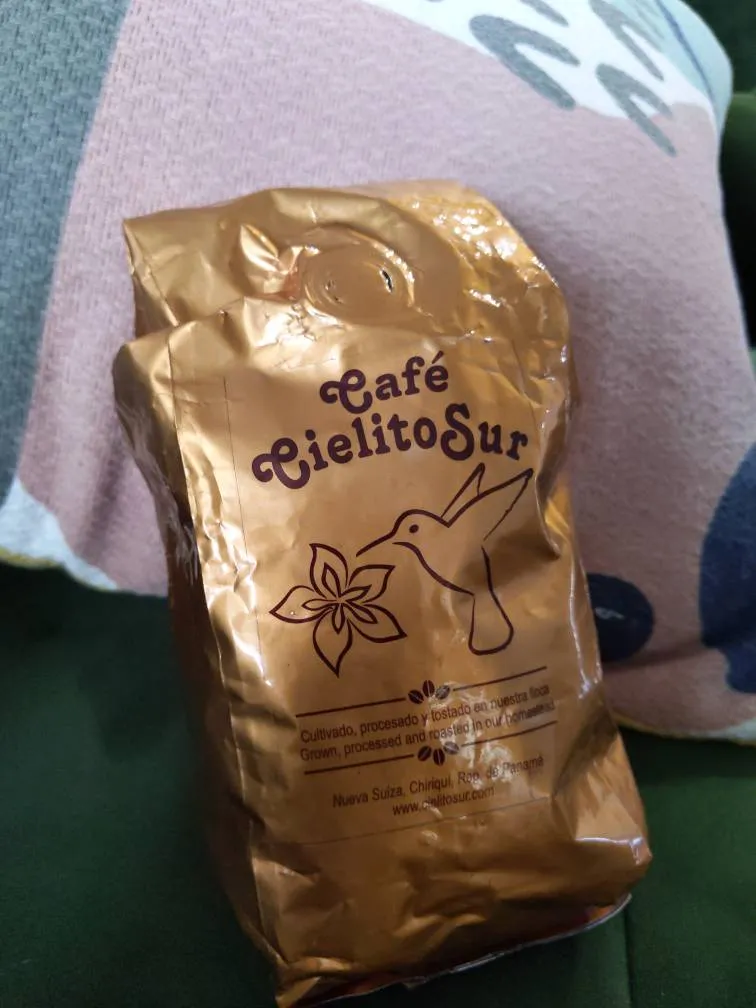 Café
CielitoSur
Cultivado, procesado y tostado en nuestra finca
Grown, processed and roasted in our homestead
Nueva Suiza, Chiriquí, Rep. de Panamá
www.cielitosur.com